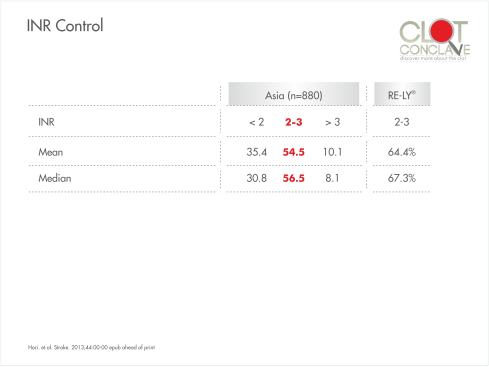 INR Control
CLOT
CONCLAVE
discover more about the clot
Asia (n=880) RE-LY®
INR < 2 2-3 > 3 2-3
Mean 35.4 54.5 10.1 64.4%
Median 30.8 56.5 8.1 67.3%
Hori. et al. Stroke. 2013;44:00-00 epub ahead of print